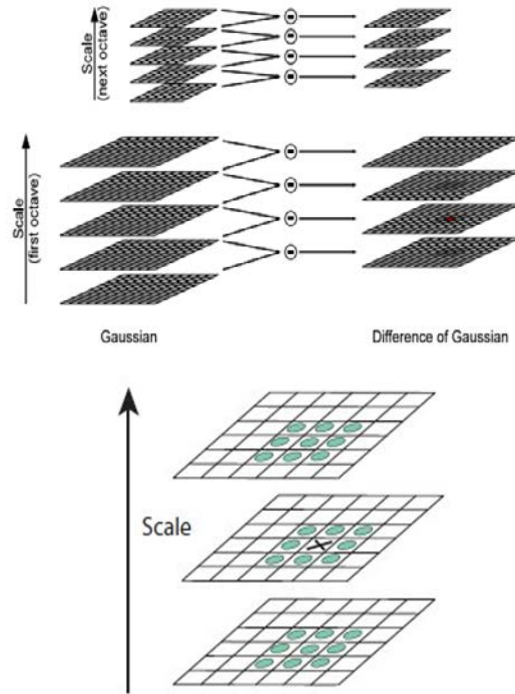 Scale
(next octave)
Scale
(first octave)
Gaussian
Difference of Gaussian
Scale